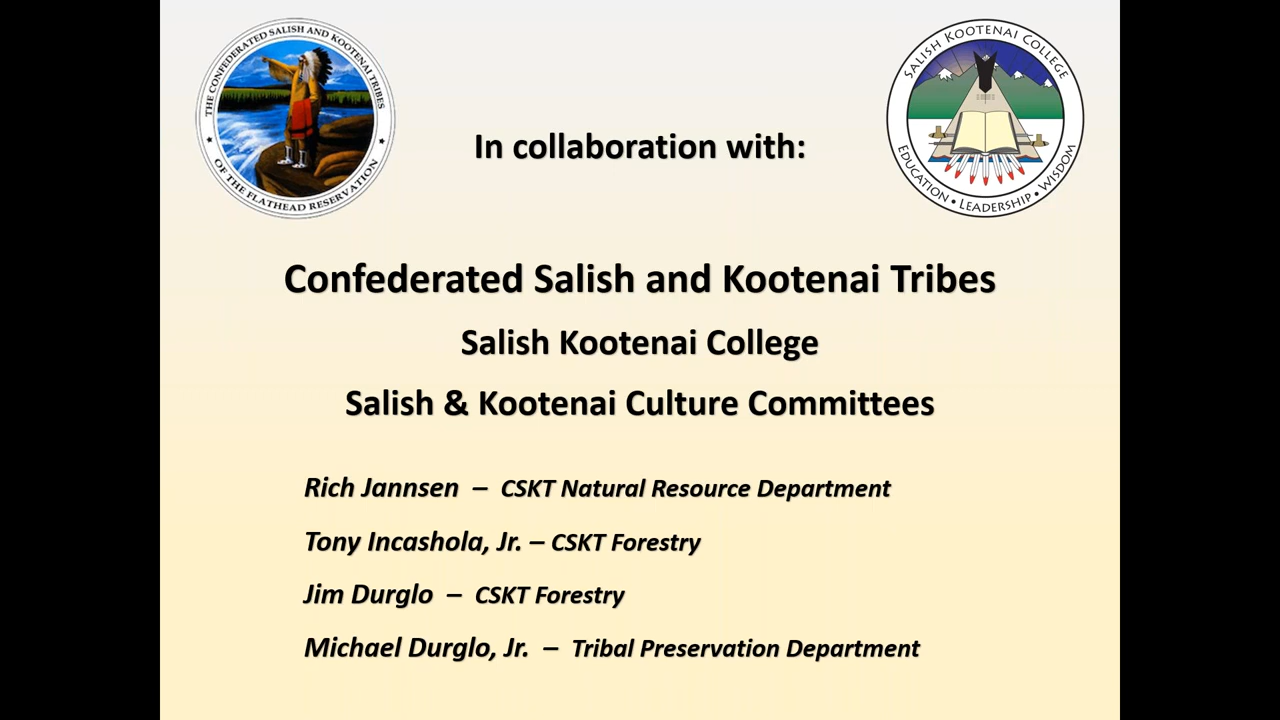 THE CONFEDERATED SALISH AND KOOTENAI TRIBES
OF THE FLATHEAD RESERVATION
SALISH KOOTENAI COLLEGE
EDUCATION • LEADERSHIP • WISDOM
In collaboration with:
Confederated Salish and Kootenai Tribes
Salish Kootenai College
Salish & Kootenai Culture Committees
Rich Jannsen – CSKT Natural Resource Department
Tony Incashola, Jr. – CSKT Forestry
Jim Durglo – CSKT Forestry
Michael Durglo, Jr. – Tribal Preservation Department